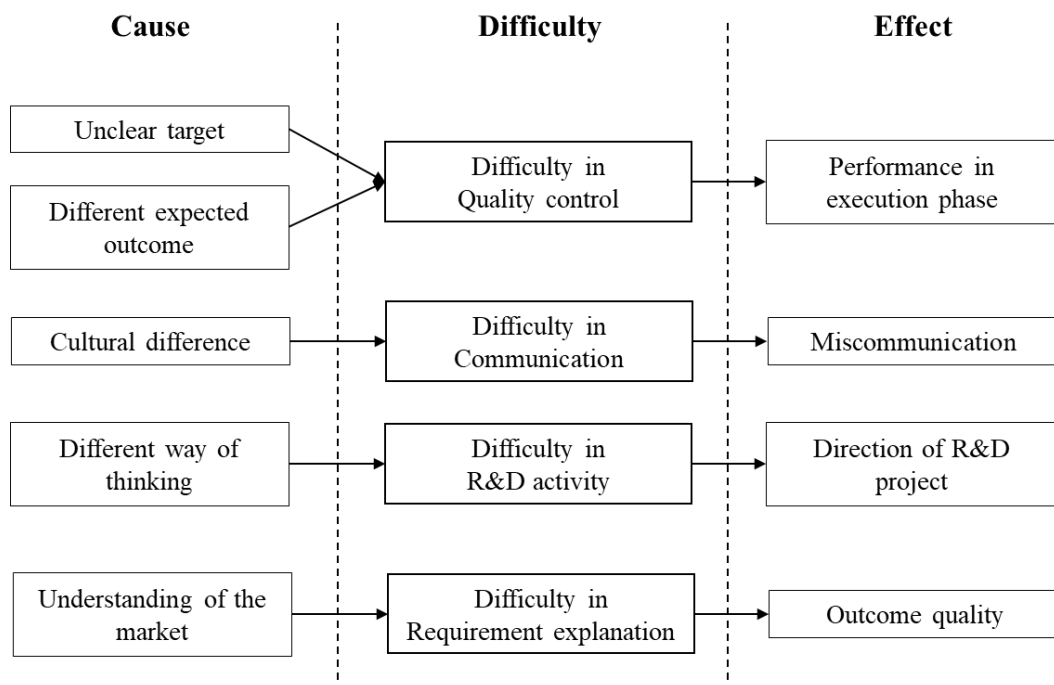 Cause
Difficulty
Effect
Unclear target
Different expected
outcome
Difficulty in
Quality control
Performance in
execution phase
Cultural difference
Difficulty in
Communication
Miscommunication
Different way of
thinking
Difficulty in
R&D activity
Direction of R&D
project
Understanding of the
market
Difficulty in
Requirement explanation
Outcome quality